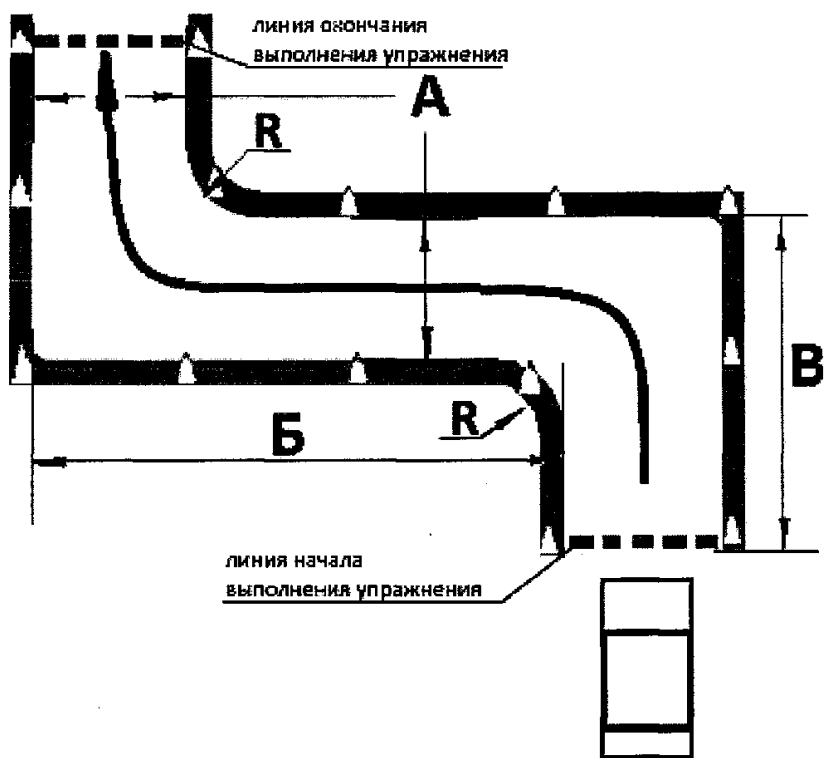 линия окончания
выполнения упражнения
А
R
В
R
Б
линия начала
выполнения упражнения